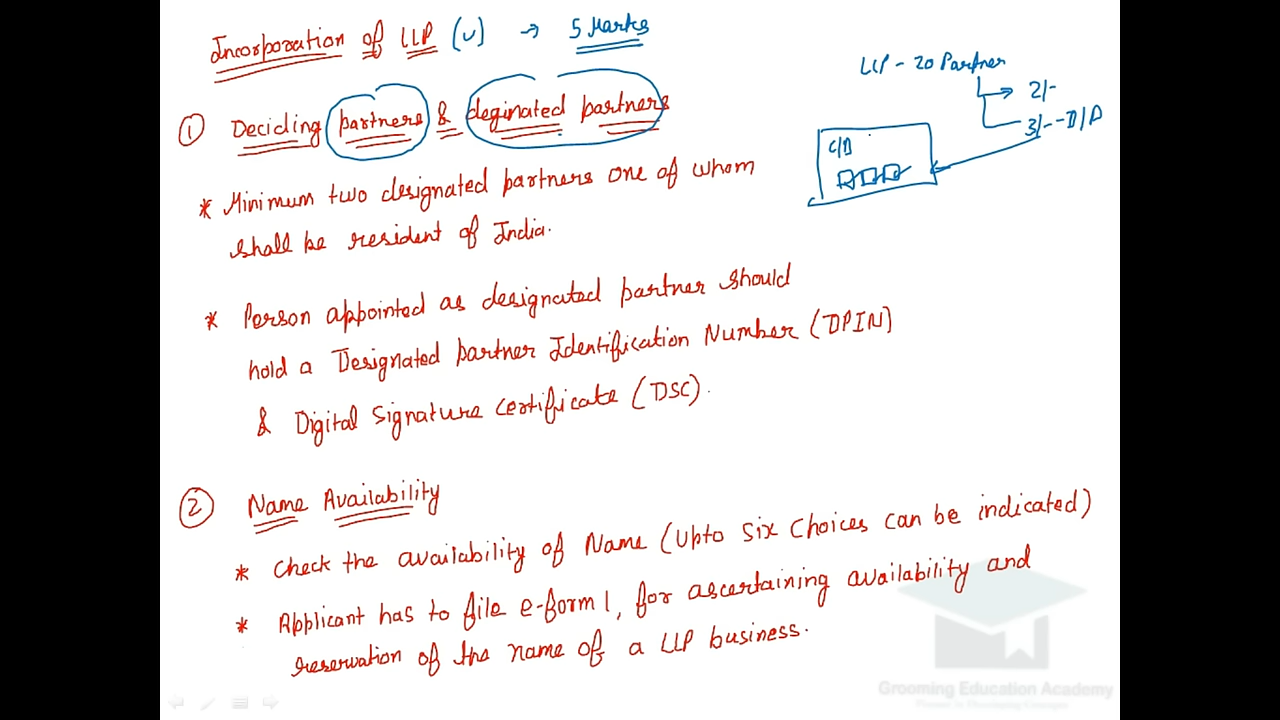 Incorporation of LLP (v) → 5 Marks
LLP - 20 Partner
2/-
3/- - D/P
① Deciding partners & deginated partners
* Minimum two designated partners one of whom
shall be resident of India.
* Person appointed as designated partner should
hold a Designated partner Identification Number (DPIN)
& Digital Signature Certificate (DSC).
② Name Availability
* Check the availability of Name (Upto six Choices can be indicated)
* Applicant has to file e-form 1, for ascertaining availability and
reservation of the name of a LLP business.
Grooming Education Academy